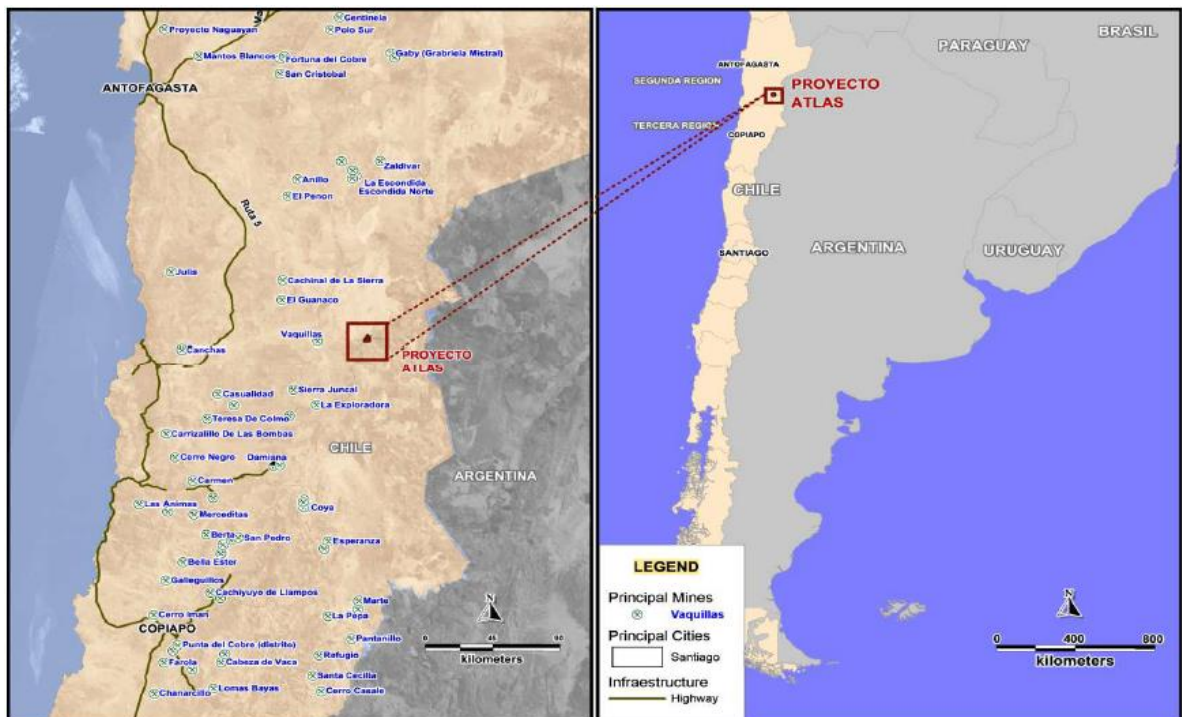 Centinela
Proyecto Naguayan
Polo Sur
Mantos Blancos
Fortuna del Cobre
Gaby (Grabriela Mistral)
San Cristobal
ANTOFAGASTA
Zaldivar
Anillo
La Escondida
Escondida Norte
El Penon
Ruta 5
Julia
Cachinal de La Sierra
El Guanaco
Vaquillas
Canchas
PROYECTO
ATLAS
Sierra Juncal
Casualidad
La Exploradora
Teresa De Colmo
Carrizalillo De Las Bombas
CHILE
Cerro Negro
Damiana
ARGENTINA
Carmen
Las Animas
Coya
Merceditas
Berta
San Pedro
Esperanza
Bella Ester
Galleguillos
Cachiyuyo de Llampos
Marte
Cerro Iman
La Pepa
COPIAPÓ
Pantanillo
Punta del Cobre (distrito)
Farola
Cabeza de Vaca
Refugio
Santa Cecilia
Chanarcillo
Lomas Bayas
Cerro Casale
N
0 45 90
kilometers
BRASIL
PARAGUAY
ANTOFAGASTA
SEGUNDA REGION
PROYECTO
ATLAS
TERCERA REGION
COPIAPO
CHILE
SANTIAGO
ARGENTINA
URUGUAY
LEGEND
Principal Mines
Vaquillas
Principal Cities
Santiago
Infraestructure
Highway
N
0 400 800
kilometers